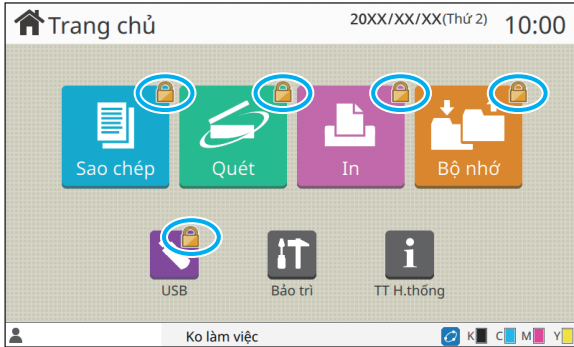 Trang chủ 20XX/XX/XX(Thứ 2) 10:00
Sao chép Quét In Bộ nhớ
USB Bảo trì TT H.thống
Ko làm việc K C M Y